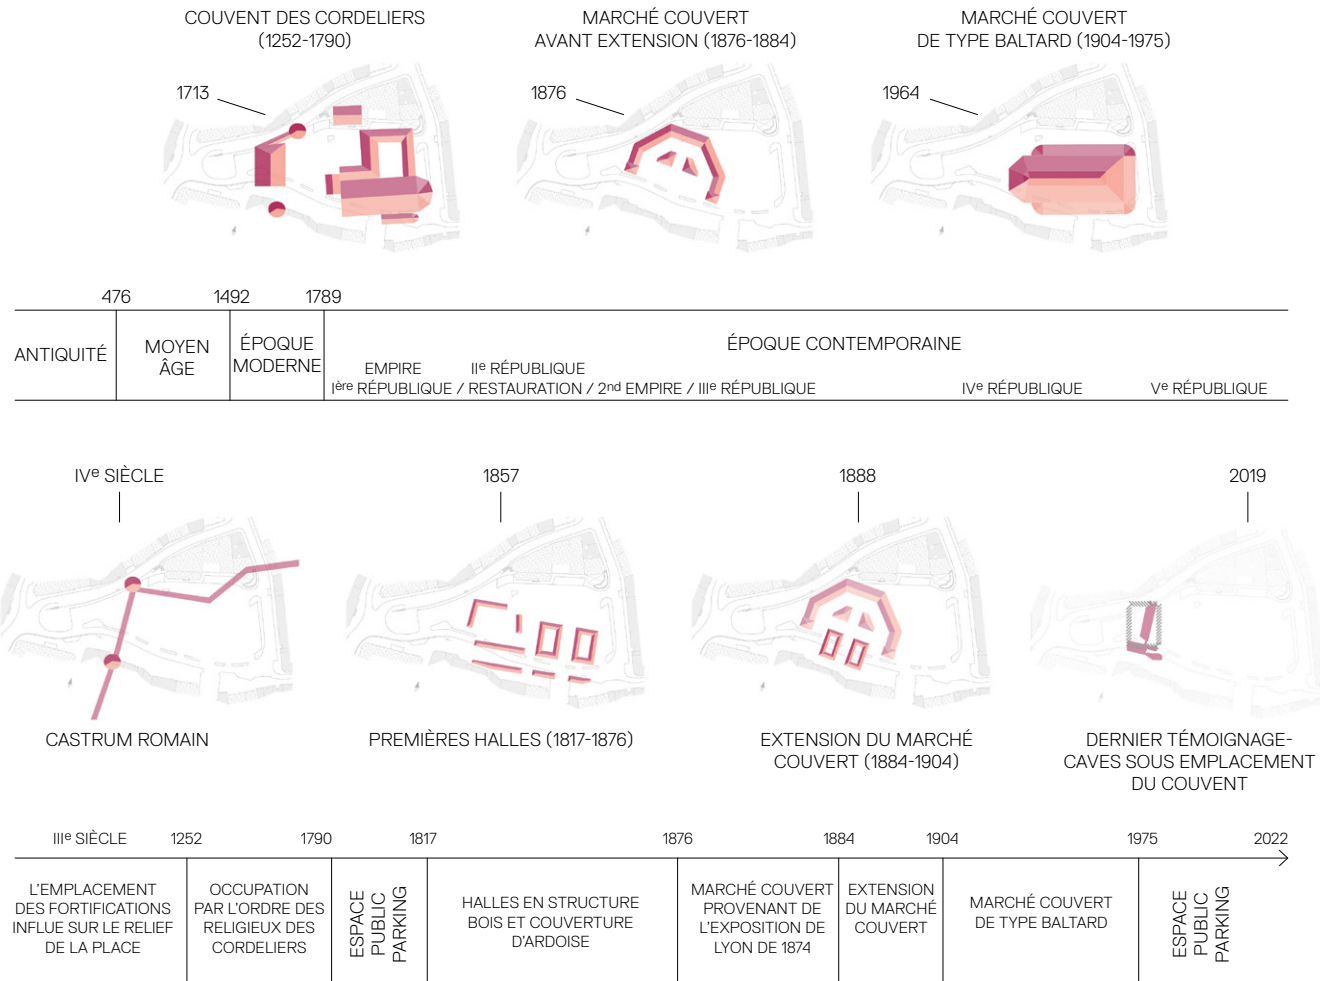 COUVENT DES CORDELIERS
(1252-1790)
MARCHÉ COUVERT
AVANT EXTENSION (1876-1884)
MARCHÉ COUVERT
DE TYPE BALTARD (1904-1975)
1713
1876
1964
476
1492
1789
ANTIQUITÉ
MOYEN
ÂGE
ÉPOQUE
MODERNE
ÉPOQUE CONTEMPORAINE
EMPIRE
IIe RÉPUBLIQUE
Ière RÉPUBLIQUE / RESTAURATION / 2nd EMPIRE / IIIe RÉPUBLIQUE
IVe RÉPUBLIQUE
Ve RÉPUBLIQUE
IVe SIÈCLE
1857
1888
2019
CASTRUM ROMAIN
PREMIÈRES HALLES (1817-1876)
EXTENSION DU MARCHÉ
COUVERT (1884-1904)
DERNIER TÉMOIGNAGE-
CAVES SOUS EMPLACEMENT
DU COUVENT
IIIe SIÈCLE
1252
1790
1817
1876
1884
1904
1975
2022
L'EMPLACEMENT
DES FORTIFICATIONS
INFLUE SUR LE RELIEF
DE LA PLACE
OCCUPATION
PAR L'ORDRE DES
RELIGIEUX DES
CORDELIERS
ESPACE
PUBLIC
PARKING
HALLES EN STRUCTURE
BOIS ET COUVERTURE
D'ARDOISE
MARCHÉ COUVERT
PROVENANT DE
L'EXPOSITION DE
LYON DE 1874
EXTENSION
DU MARCHÉ
COUVERT
MARCHÉ COUVERT
DE TYPE BALTARD
ESPACE
PUBLIC
PARKING